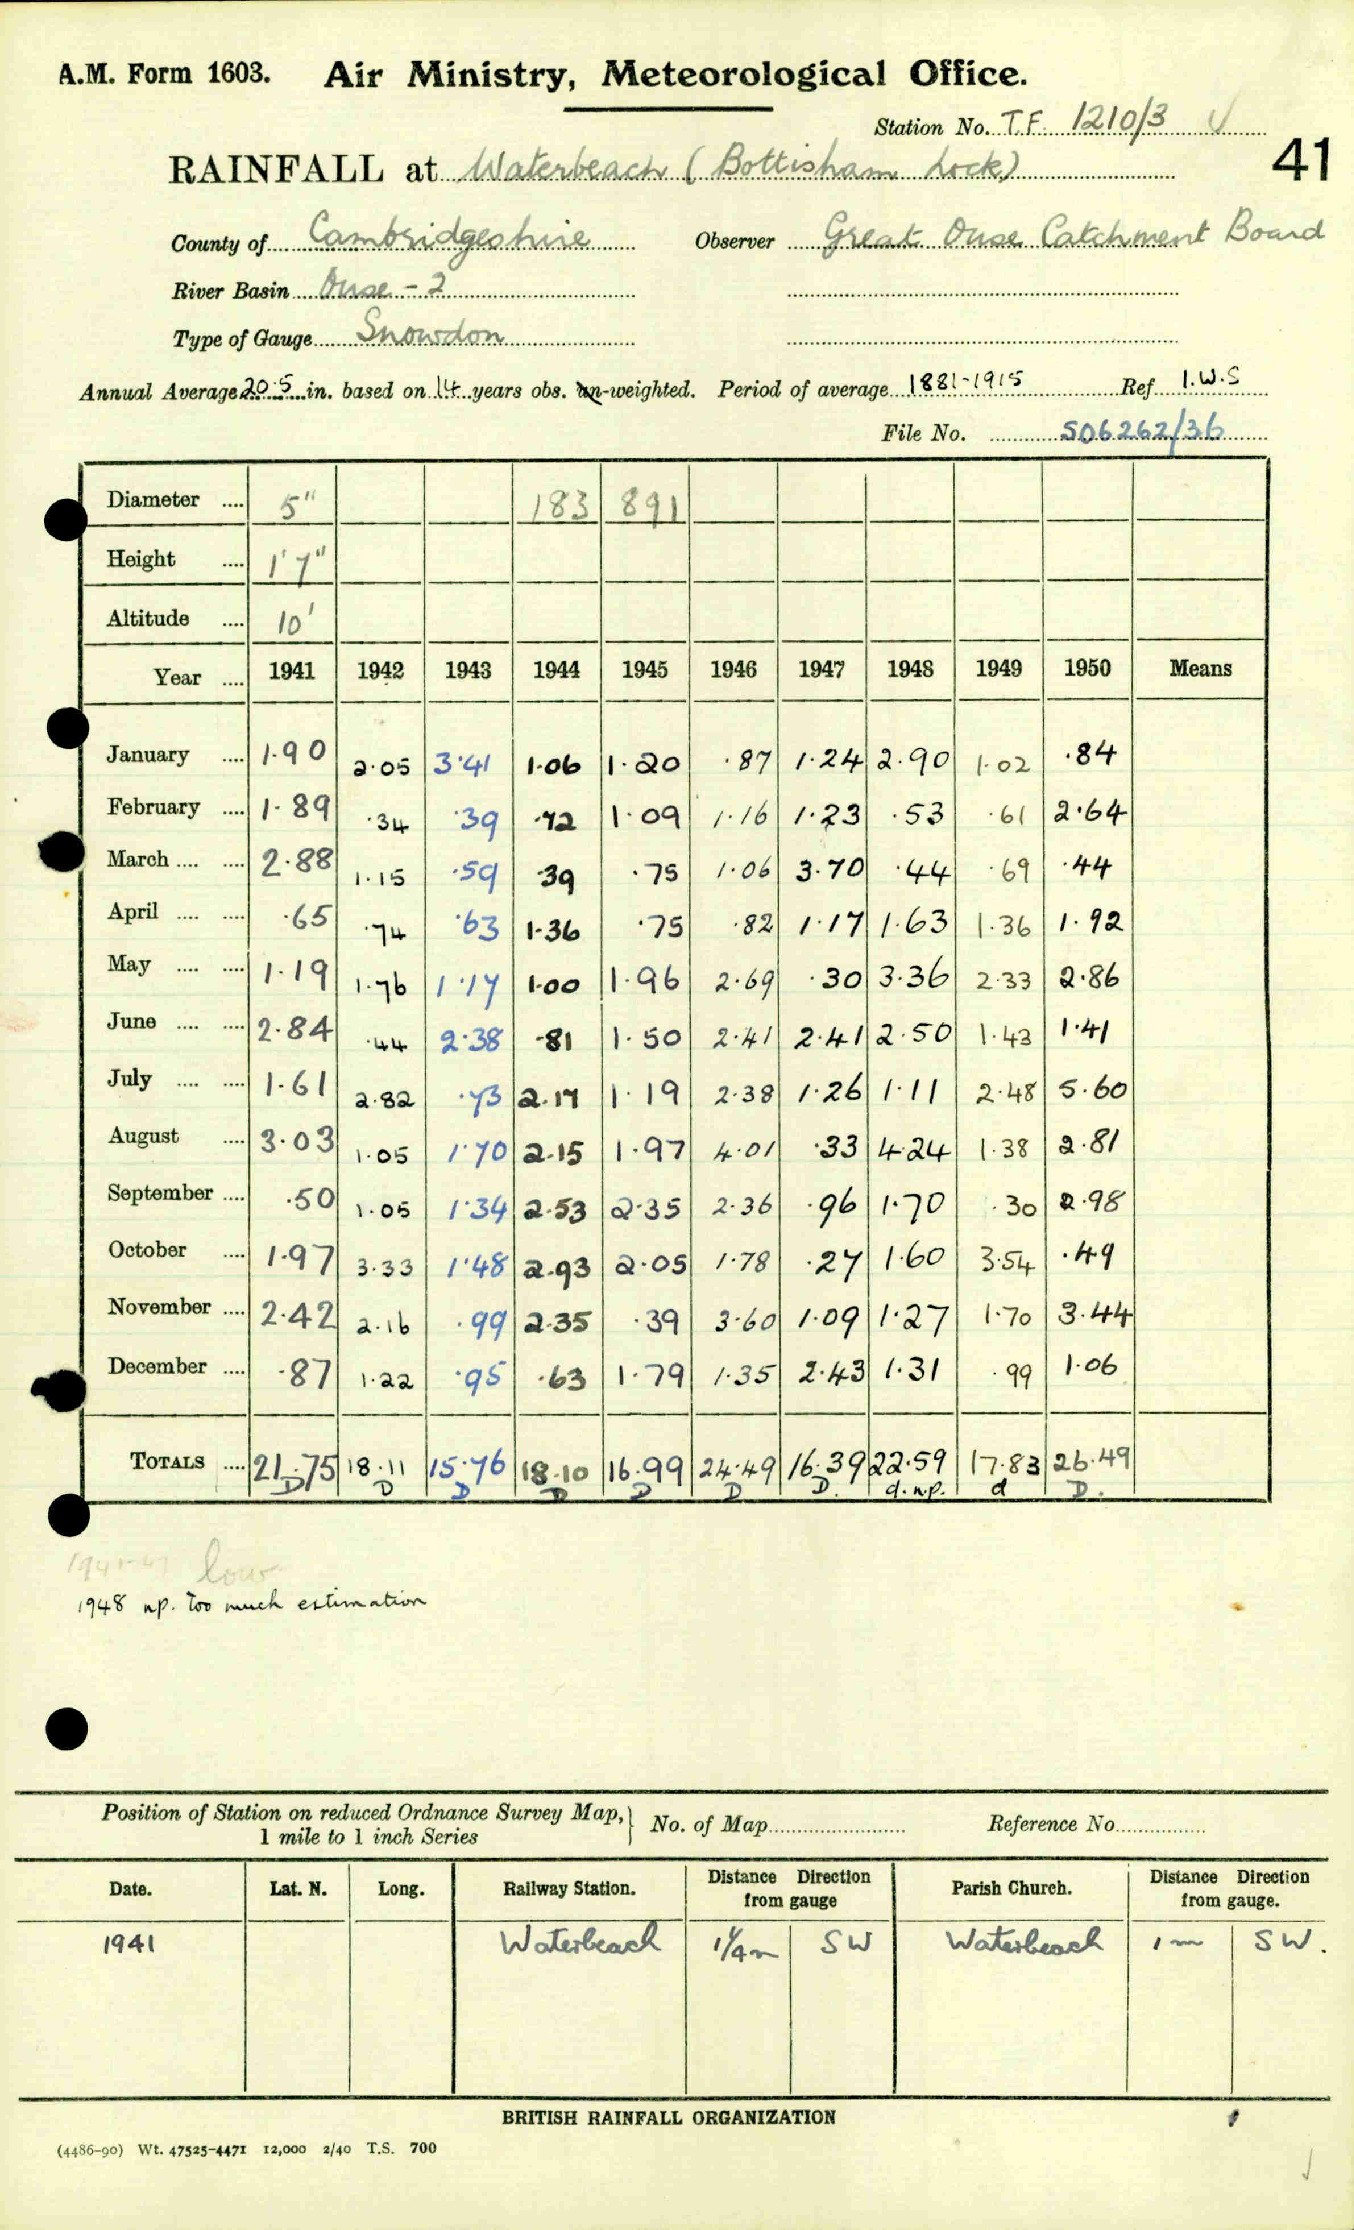 A.M. Form 1603. Air Ministry, Meteorological Office.
Station No. T.F. 1210/3 √
RAINFALL at Waterbeach (Bottisham Lock)
41
County of Cambridgeshire Observer Great Ouse Catchment Board
River Basin Ouse - 2
Type of Gauge Snowdon
Annual Average 20.5 in. based on 14 years obs. un-weighted. Period of average 1881-1915 Ref. I.W.S
File No. 506262/36
Diameter .... 5" 183 891
Height .... 1' 7"
Altitude .... 10'
Year .... 1941 1942 1943 1944 1945 1946 1947 1948 1949 1950 Means
January .... 1.90 2.05 3.41 1.06 1.20 .87 1.24 2.90 1.02 .84
February .... 1.89 .34 .39 .72 1.09 1.16 1.23 .53 .61 2.64
March .... .... 2.88 1.15 .59 .39 .75 1.06 3.70 .44 .69 .44
April .... .... .65 .74 .63 1.36 .75 .82 1.17 1.63 1.36 1.92
May .... .... 1.19 1.76 1.17 1.00 1.96 2.69 .30 3.36 2.33 2.86
June .... .... 2.84 .44 2.38 .81 1.50 2.41 2.41 2.50 1.43 1.41
July .... .... 1.61 2.82 .73 2.17 1.19 2.38 1.26 1.11 2.48 5.60
August .... 3.03 1.05 1.70 2.15 1.97 4.01 .33 4.24 1.38 2.81
September .... .50 1.05 1.34 2.53 2.35 2.36 .96 1.70 .30 2.98
October .... 1.97 3.33 1.48 2.93 2.05 1.78 .27 1.60 3.54 .49
November .... 2.42 2.16 .99 2.35 .39 3.60 1.09 1.27 1.70 3.44
December .... .87 1.22 .95 .63 1.79 1.35 2.43 1.31 .99 1.06
TOTALS .... 21.75 18.11 15.76 18.10 16.99 24.49 16.39 22.59 17.83 26.49
D D D D D D D. d.n.p. d D.
low
1948 n.p. too much estimation
Position of Station on reduced Ordnance Survey Map, } No. of Map Reference No
1 mile to 1 inch Series
Date. Lat. N. Long. Railway Station. Distance Direction from gauge Parish Church. Distance Direction from gauge.
1941 Waterbeach 1¼m SW Waterbeach 1m SW.
BRITISH RAINFALL ORGANIZATION
(4486-90) Wt. 47525-4471 12,000 2/40 T.S. 700